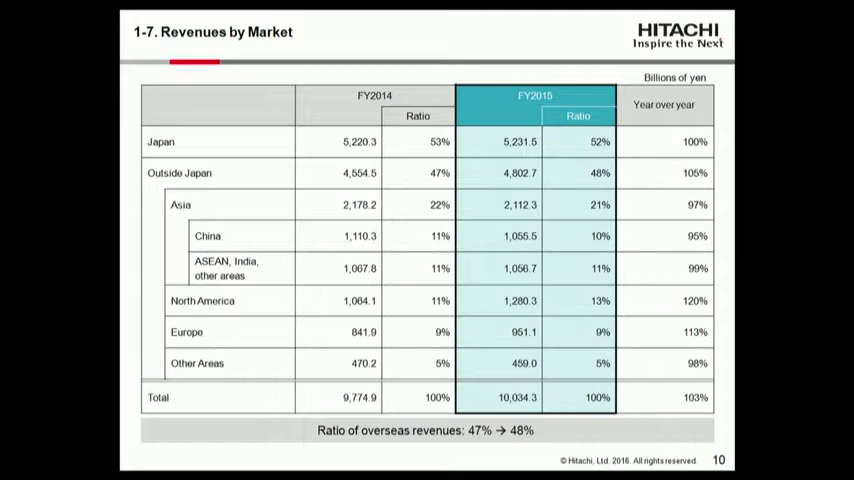 1-7. Revenues by Market
HITACHI
Inspire the Next
Billions of yen
FY2014 FY2015 Year over year
Ratio Ratio
Japan 5,220.3 53% 5,231.5 52% 100%
Outside Japan 4,554.5 47% 4,802.7 48% 105%
Asia 2,178.2 22% 2,112.3 21% 97%
China 1,110.3 11% 1,055.5 10% 95%
ASEAN, India,
other areas 1,067.8 11% 1,056.7 11% 99%
North America 1,064.1 11% 1,280.3 13% 120%
Europe 841.9 9% 951.1 9% 113%
Other Areas 470.2 5% 459.0 5% 98%
Total 9,774.9 100% 10,034.3 100% 103%
Ratio of overseas revenues: 47% → 48%
© Hitachi, Ltd. 2016. All rights reserved. 10